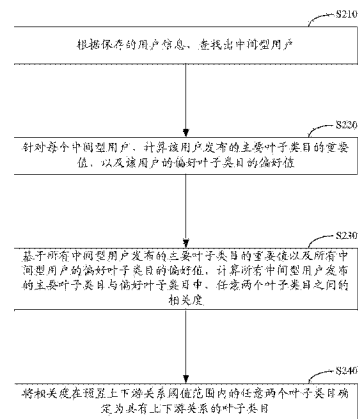 S210
根据保存的用户信息，查找出中间型用户
S220
针对每个中间型用户，计算该用户发布的主要叶子类目的重要
值，以及该用户的偏好叶子类目的偏好值
S230
基于所有中间型用户发布的主要叶子类目的重要值以及所有中
间型用户的偏好叶子类目的偏好值，计算所有中间型用户发布
的主要叶子类目与偏好叶子类目中，任意两个叶子类目之间的
相关度
S240
将相关度在预置上下游关系阈值范围内的任意两个叶子类目确
定为具有上下游关系的叶子类目